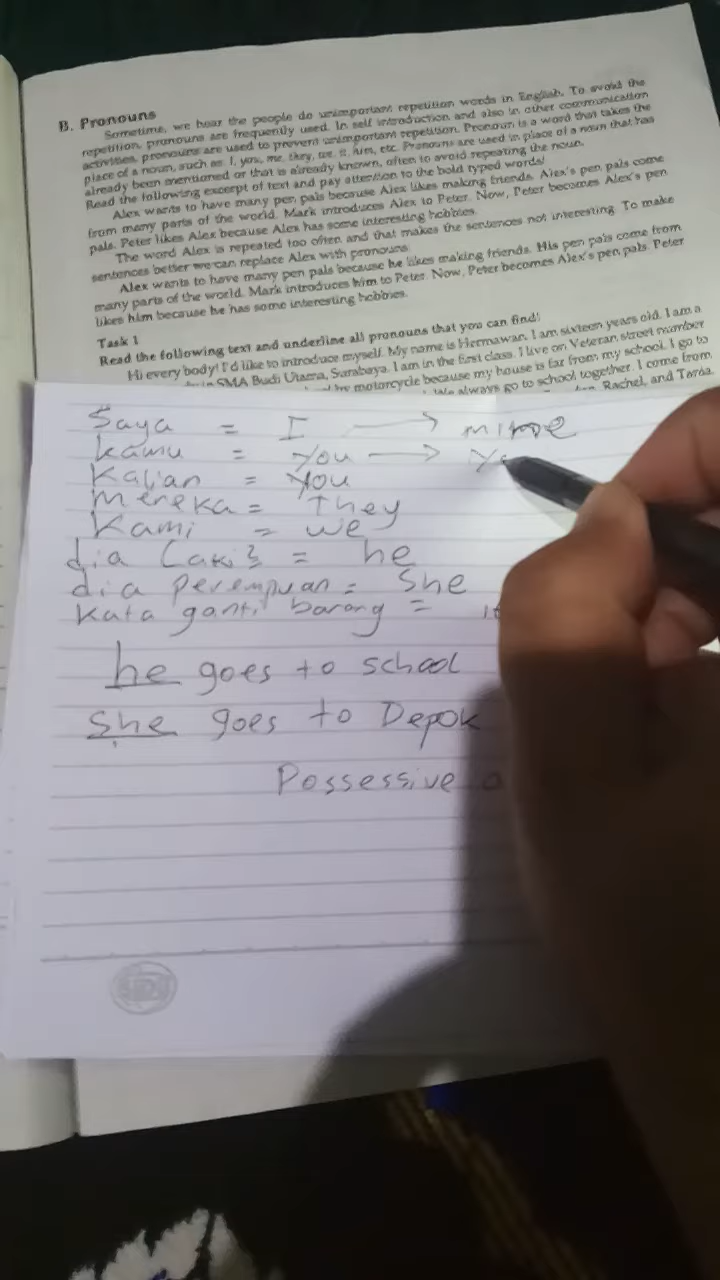 B. Pronouns
Sometime, we hear the people do unimportant repetition words in English. To avoid the
repetition, pronouns are frequently used. In self introduction and also in other communication
activities, pronouns are used to prevent unimportant repetition. Pronoun is a word that takes the
place of a noun, such as: I, you, me, they, we, it, him, etc. Pronouns are used in place of a noun that has
already been mentioned or that is already known, often to avoid repeating the noun.
Read the following excerpt of text and pay attention to the bold typed words!
Alex wants to have many pen pals because Alex likes making friends. Alex's pen pals come
from many parts of the world. Mark introduces Alex to Peter. Now, Peter becomes Alex's pen
pals. Peter likes Alex because Alex has some interesting hobbies.
The word Alex is repeated too often and that makes the sentences not interesting. To make
sentences better we can replace Alex with pronouns
Alex wants to have many pen pals because he likes making friends. His pen pals come from
many parts of the world. Mark introduces him to Peter. Now, Peter becomes Alex's pen pals. Peter
likes him because he has some interesting hobbies.
Task 1
Read the following text and underline all pronouns that you can find!
Hi every body! I'd like to introduce myself. My name is Hermawan. I am sixteen years old. I am a
in SMA Budi Utama, Surabaya. I am in the first class. I live on Veteran street number
by motorcycle because my house is far from my school. I go to
always go to school together. I come from
Rachel, and Tarda.
Saya = I → mine
kamu = you → Yo
Kalian = You
mereka = They
Kami = we
dia Laki2 = he
dia perempuan = She
kata ganti barang = it
he goes to school
She goes to Depok
Possessive